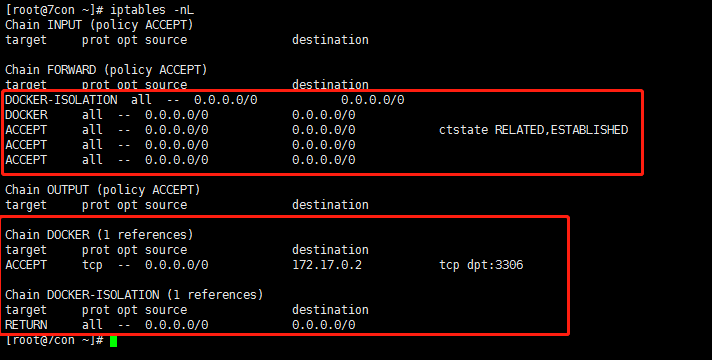 [root@7con ~]# iptables -nL
Chain INPUT (policy ACCEPT)
target     prot opt source               destination
Chain FORWARD (policy ACCEPT)
target     prot opt source               destination
DOCKER-ISOLATION  all  --  0.0.0.0/0            0.0.0.0/0
DOCKER     all  --  0.0.0.0/0            0.0.0.0/0
ACCEPT     all  --  0.0.0.0/0            0.0.0.0/0            ctstate RELATED,ESTABLISHED
ACCEPT     all  --  0.0.0.0/0            0.0.0.0/0
ACCEPT     all  --  0.0.0.0/0            0.0.0.0/0
Chain OUTPUT (policy ACCEPT)
target     prot opt source               destination
Chain DOCKER (1 references)
target     prot opt source               destination
ACCEPT     tcp  --  0.0.0.0/0            172.17.0.2           tcp dpt:3306
Chain DOCKER-ISOLATION (1 references)
target     prot opt source               destination
RETURN     all  --  0.0.0.0/0            0.0.0.0/0
[root@7con ~]#